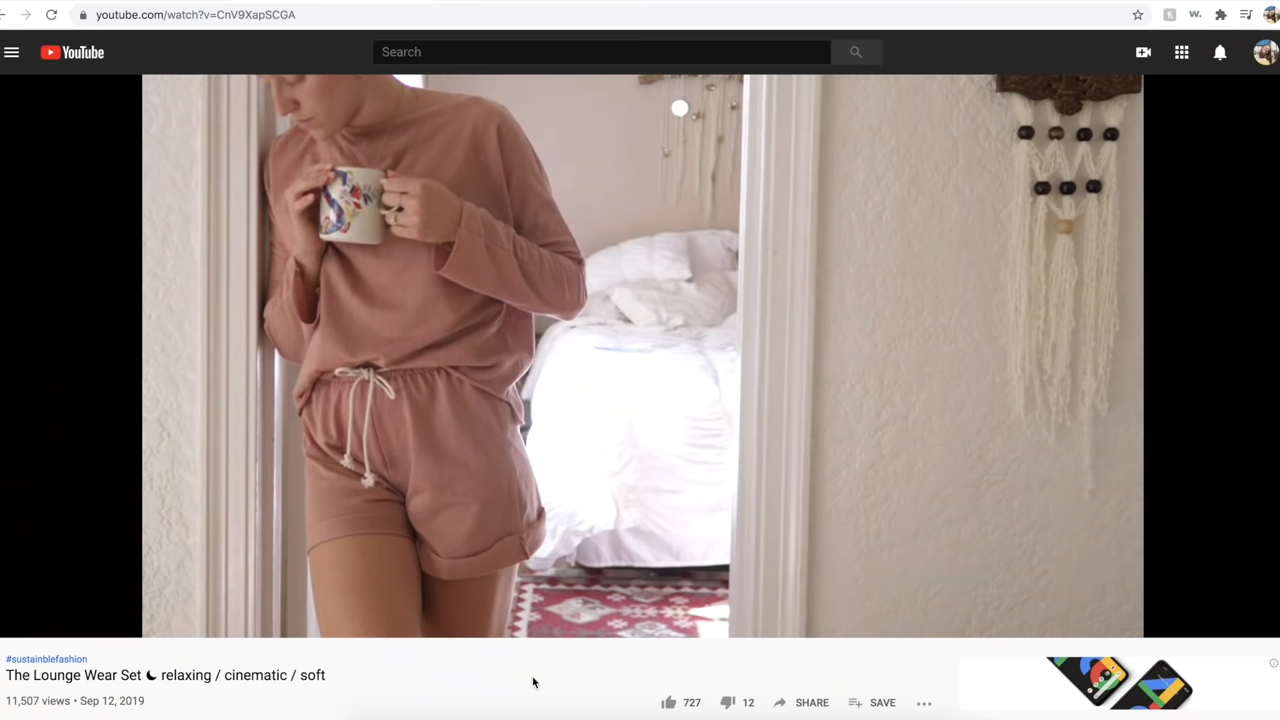 youtube.com/watch?v=CnV9XapSCGA
YouTube
Search
#sustainblefashion
The Lounge Wear Set relaxing / cinematic / soft
11,507 views • Sep 12, 2019
727
12
SHARE
SAVE